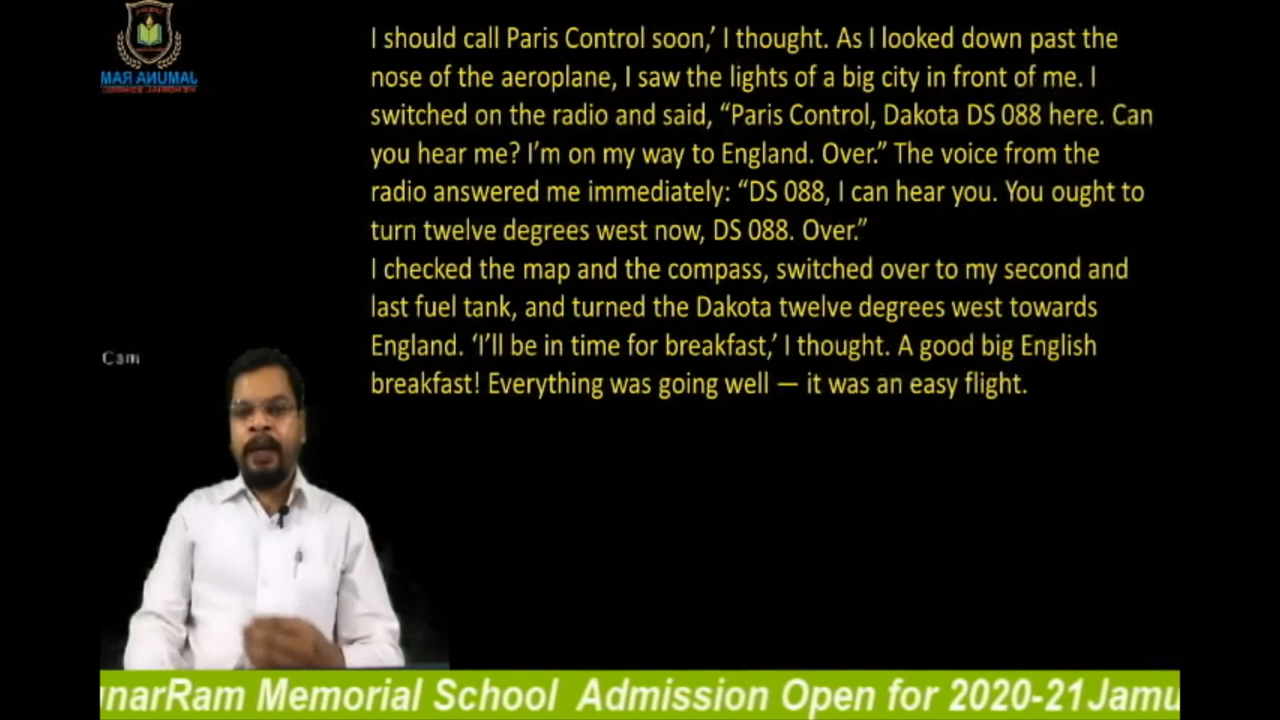 JAMUNA RAM
I should call Paris Control soon,’ I thought. As I looked down past the
nose of the aeroplane, I saw the lights of a big city in front of me. I
switched on the radio and said, “Paris Control, Dakota DS 088 here. Can
you hear me? I’m on my way to England. Over.” The voice from the
radio answered me immediately: “DS 088, I can hear you. You ought to
turn twelve degrees west now, DS 088. Over.”
I checked the map and the compass, switched over to my second and
last fuel tank, and turned the Dakota twelve degrees west towards
England. ‘I’ll be in time for breakfast,’ I thought. A good big English
breakfast! Everything was going well — it was an easy flight.
Cam
Ram Memorial School Admission Open for 2020-21